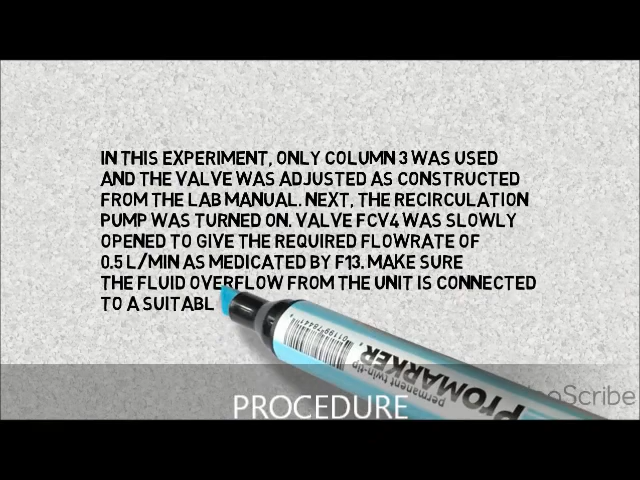 IN THIS EXPERIMENT, ONLY COLUMN 3 WAS USED
AND THE VALVE WAS ADJUSTED AS CONSTRUCTED
FROM THE LAB MANUAL. NEXT, THE RECIRCULATION
PUMP WAS TURNED ON. VALVE FCV4 WAS SLOWLY
OPENED TO GIVE THE REQUIRED FLOWRATE OF
0.5 L/MIN AS MEDICATED BY F13. MAKE SURE
THE FLUID OVERFLOW FROM THE UNIT IS CONNECTED
TO A SUITABL
permanent twin-tip
PROMARKER
PROCEDURE